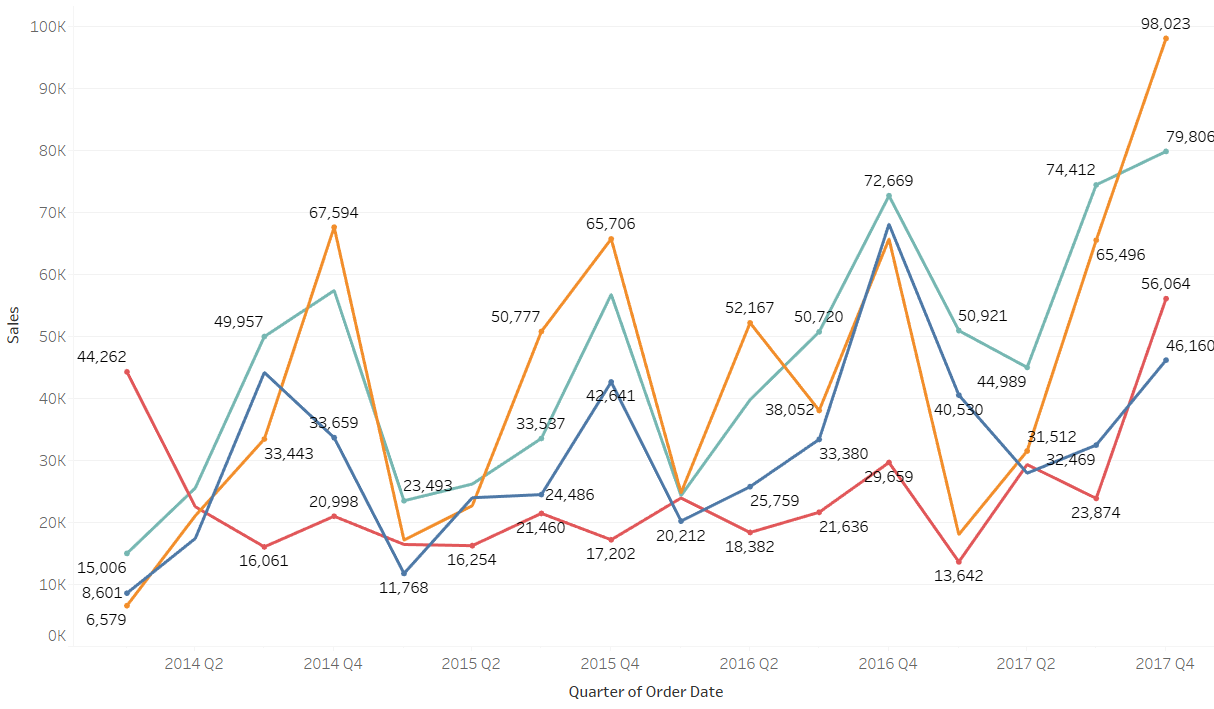 100K
90K
80K
70K
60K
50K
40K
30K
20K
10K
0K
Sales
98,023
79,806
72,669
74,412
67,594
65,706
65,496
56,064
52,167
50,777
50,720
50,921
49,957
46,160
44,262
44,989
42,641
38,052
40,530
33,659
33,537
33,443
33,380
31,512
32,469
29,659
23,493
24,486
25,759
20,998
21,460
21,636
23,874
20,212
18,382
17,202
16,254
16,061
13,642
11,768
15,006
8,601
6,579
2014 Q2
2014 Q4
2015 Q2
2015 Q4
2016 Q2
2016 Q4
2017 Q2
2017 Q4
Quarter of Order Date